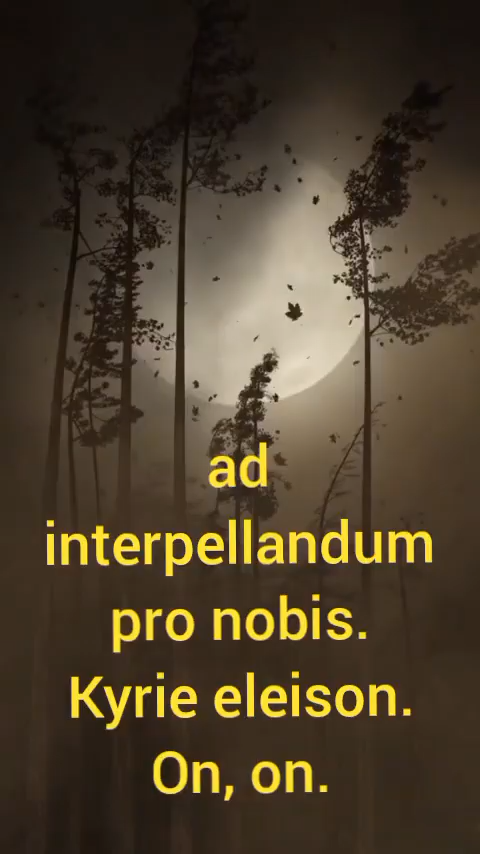 ad
interpellandum
pro nobis.
Kyrie eleison.
On, on.